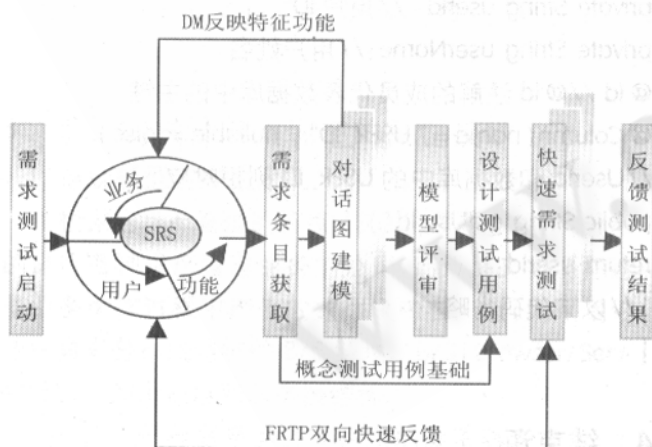 DM反映特征功能
需求测试启动
业务
SRS
用户
功能
需求条目获取
对话图建模
模型评审
设计测试用例
快速需求测试
反馈测试结果
概念测试用例基础
FRTP双向快速反馈